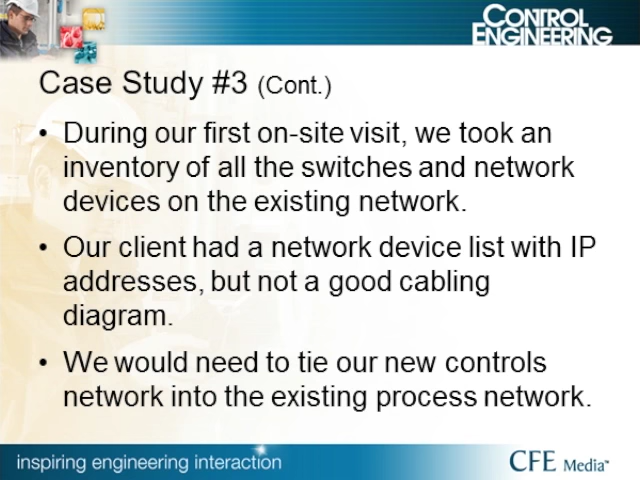 CONTROL
ENGINEERING
Case Study #3 (Cont.)
• During our first on-site visit, we took an
inventory of all the switches and network
devices on the existing network.
• Our client had a network device list with IP
addresses, but not a good cabling
diagram.
• We would need to tie our new controls
network into the existing process network.
inspiring engineering interaction
CFE Media™